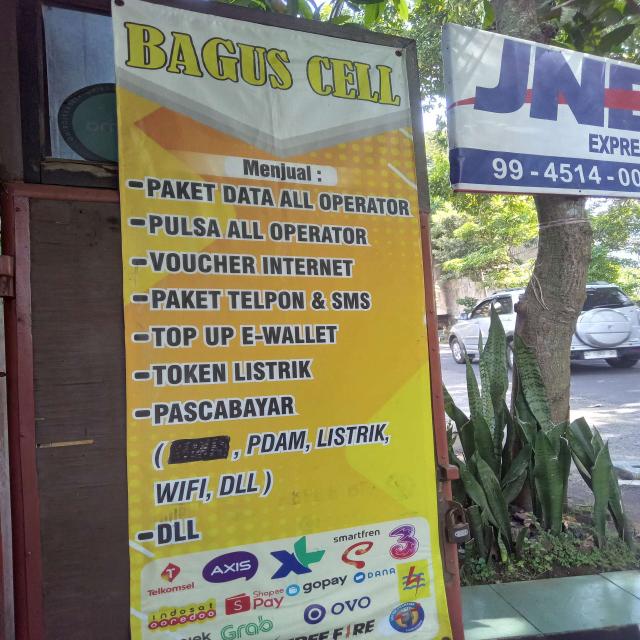 BAGUS CELL
Menjual :
-PAKET DATA ALL OPERATOR
-PULSA ALL OPERATOR
-VOUCHER INTERNET
-PAKET TELPON & SMS
-TOP UP E-WALLET
-TOKEN LISTRIK
-PASCABAYAR
( , PDAM, LISTRIK,
WIFI, DLL )
-DLL
Telkomsel
AXIS
XL
smartfren
3
indosat
ooredoo
Shopee
Pay
gopay
DANA
Grab
OVO
FREE FIRE
JNE
EXPRE
99-4514-00